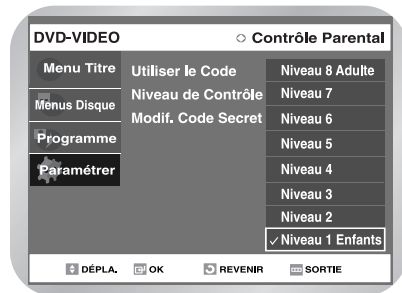 DVD-VIDEO
Contrôle Parental
Menu Titre
Menus Disque
Programme
Paramétrer
Utiliser le Code
Niveau de Contrôle
Modif. Code Secret
Niveau 8 Adulte
Niveau 7
Niveau 6
Niveau 5
Niveau 4
Niveau 3
Niveau 2
✓ Niveau 1 Enfants
DÉPLA.
OK
REVENIR
SORTIE